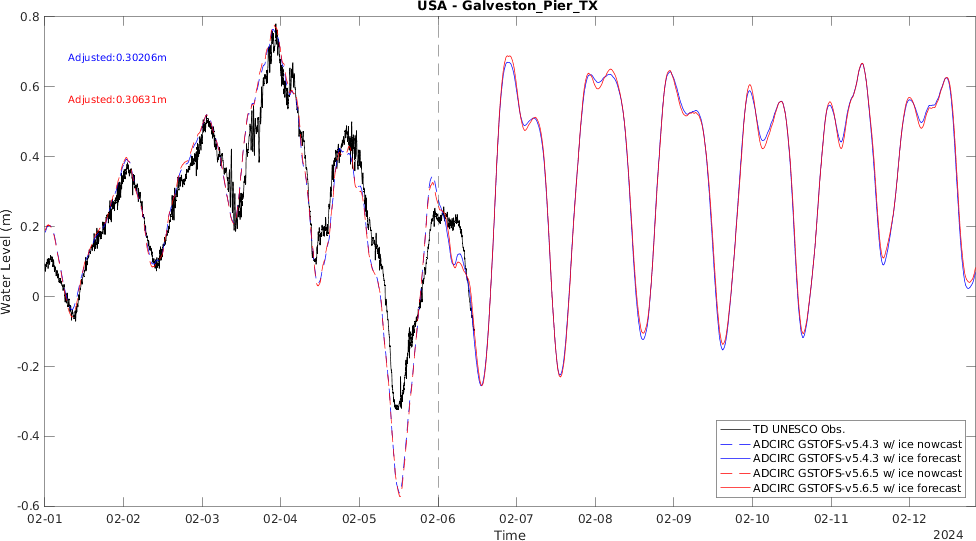 USA - Galveston_Pier_TX
0.8
0.6
0.4
0.2
0
-0.2
-0.4
-0.6
Water Level (m)
Adjusted:0.30206m
Adjusted:0.30631m
TD UNESCO Obs.
ADCIRC GSTOFS-v5.4.3 w/ ice nowcast
ADCIRC GSTOFS-v5.4.3 w/ ice forecast
ADCIRC GSTOFS-v5.6.5 w/ ice nowcast
ADCIRC GSTOFS-v5.6.5 w/ ice forecast
02-01 02-02 02-03 02-04 02-05 02-06 02-07 02-08 02-09 02-10 02-11 02-12
Time
2024